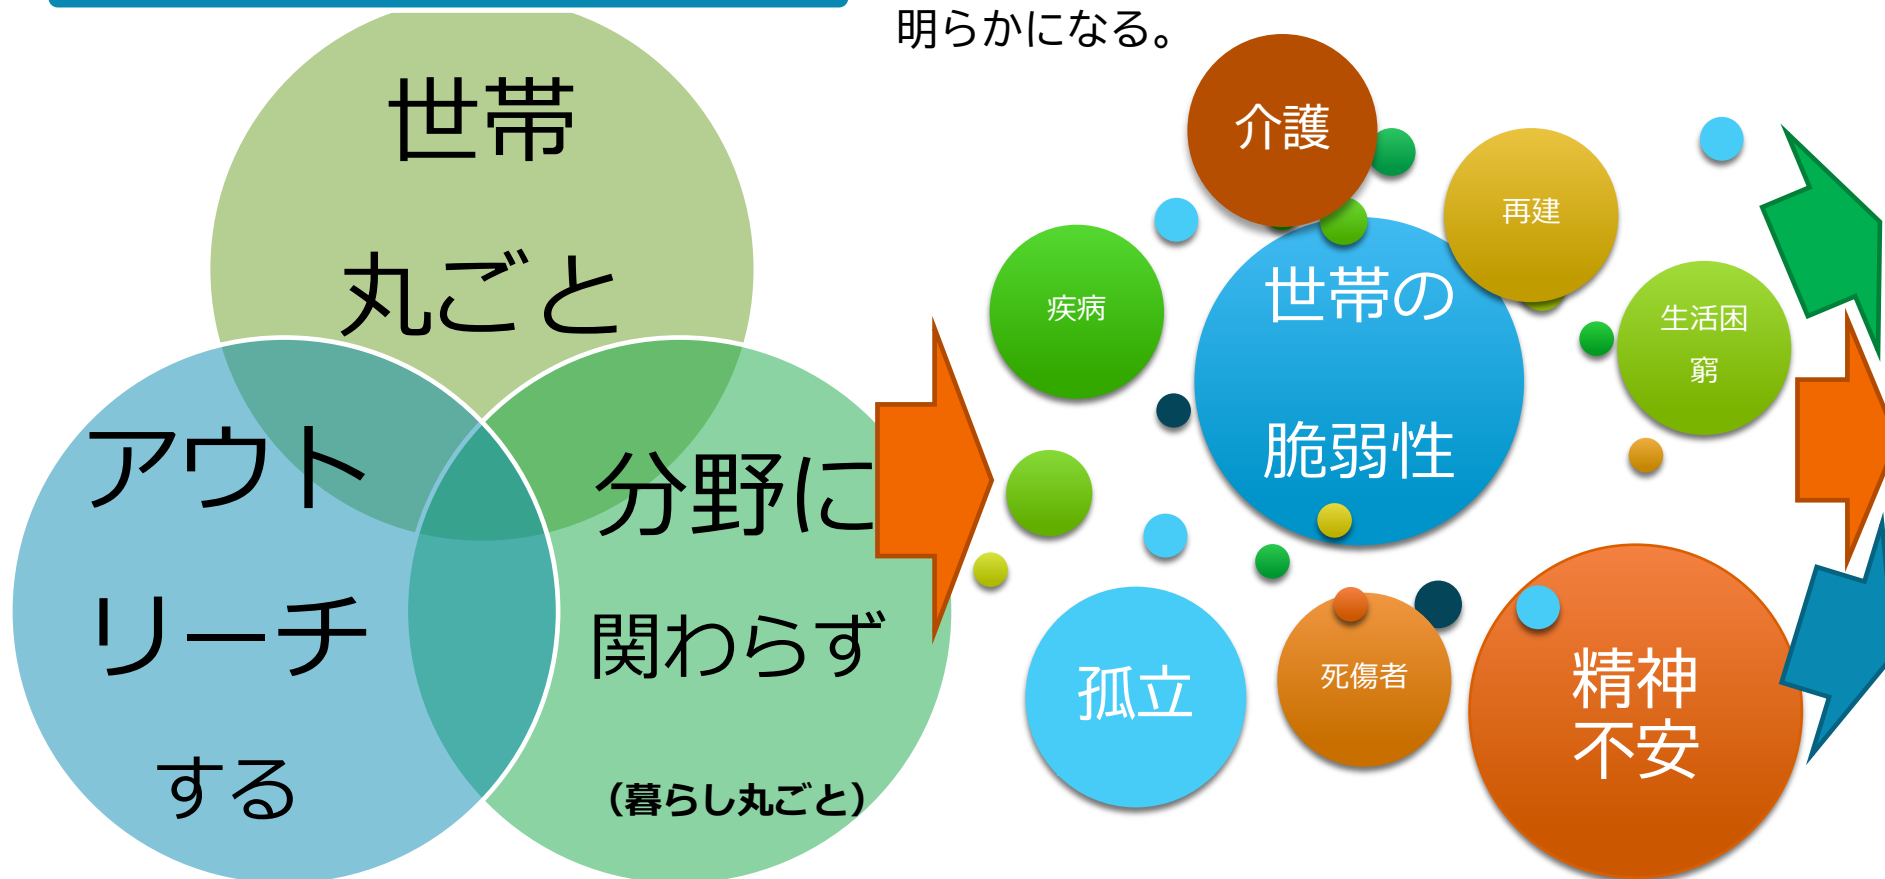 明らかになる。
世帯
丸ごと
アウト
リーチ
する
分野に
関わらず
（暮らし丸ごと）
介護
再建
疾病
世帯の
脆弱性
生活困
窮
孤立
死傷者
精神
不安